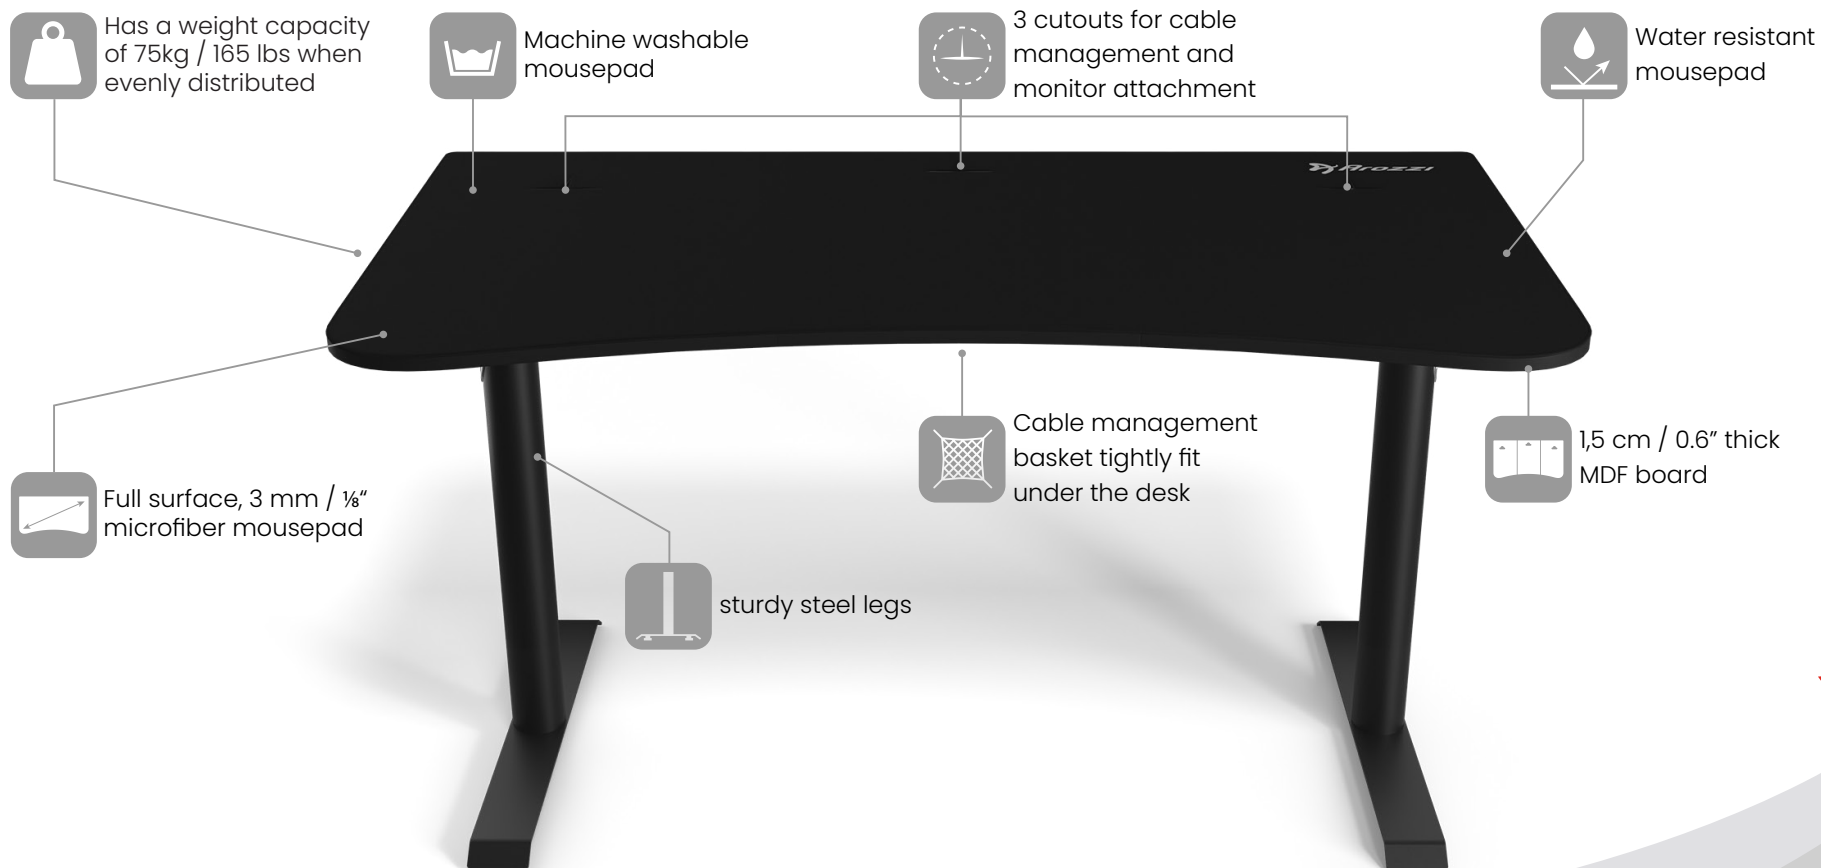 Has a weight capacity
of 75kg / 165 lbs when
evenly distributed
Machine washable
mousepad
3 cutouts for cable
management and
monitor attachment
Water resistant
mousepad
Arozzi
Full surface, 3 mm / ⅛“
microfiber mousepad
Cable management
basket tightly fit
under the desk
1,5 cm / 0.6” thick
MDF board
sturdy steel legs